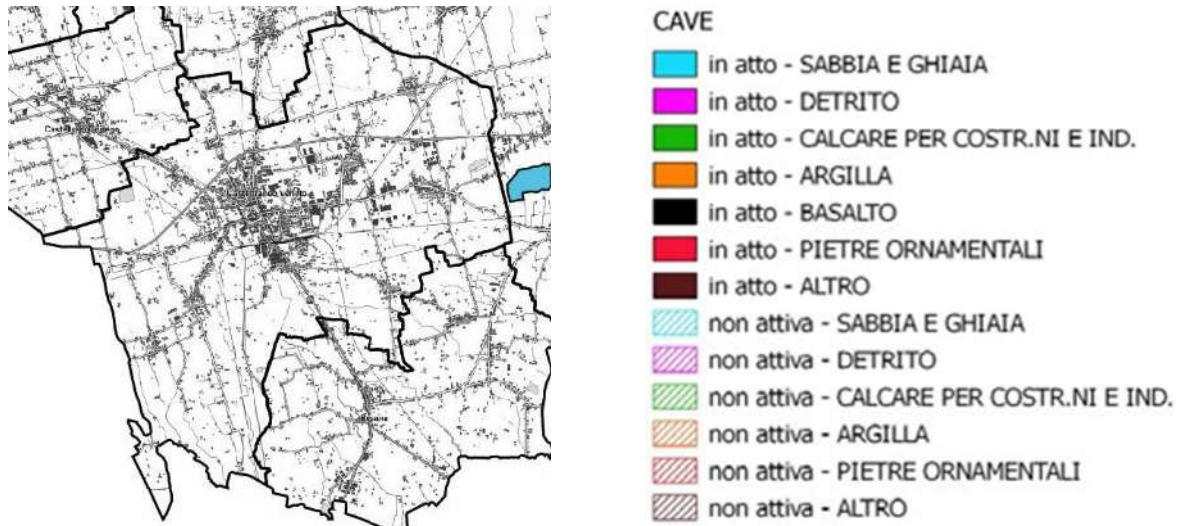 Castelfranco Veneto
CAVE
in atto - SABBIA E GHIAIA
in atto - DETRITO
in atto - CALCARE PER COSTR.NI E IND.
in atto - ARGILLA
in atto - BASALTO
in atto - PIETRE ORNAMENTALI
in atto - ALTRO
non attiva - SABBIA E GHIAIA
non attiva - DETRITO
non attiva - CALCARE PER COSTR.NI E IND.
non attiva - ARGILLA
non attiva - PIETRE ORNAMENTALI
non attiva - ALTRO